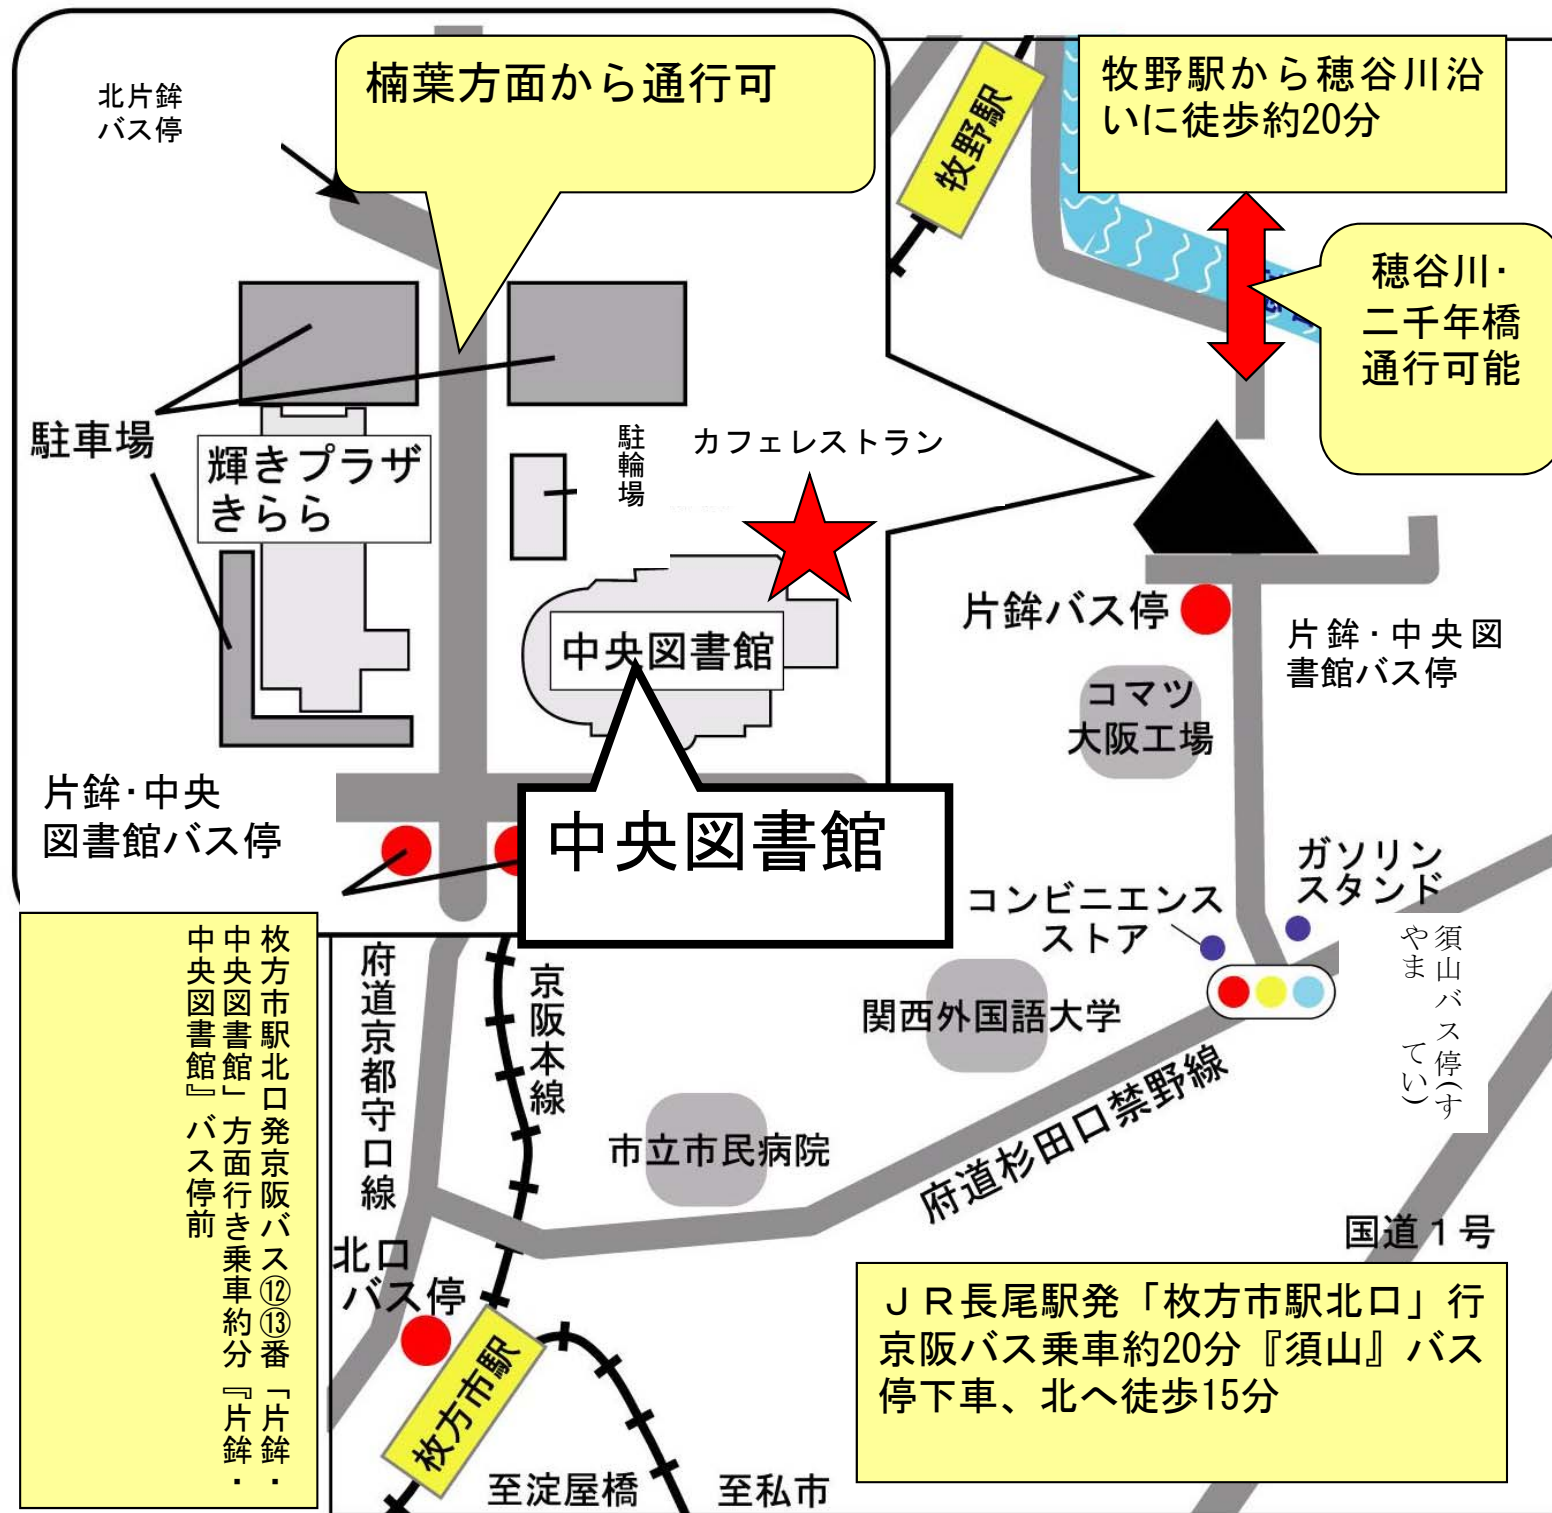 北片鉾
バス停
楠葉方面から通行可
牧野駅
牧野駅から穂谷川沿
いに徒歩約20分
穂谷川・
二千年橋
通行可能
駐車場
輝きプラザ
きらら
駐輪場
カフェレストラン
中央図書館
片鉾・中央
図書館バス停
中央図書館
片鉾バス停
片鉾・中央図
書館バス停
コマツ
大阪工場
ガソリン
スタンド
コンビニエンス
ストア
須山バス停(す
やま　てい)
関西外国語大学
府道杉田口禁野線
市立市民病院
国道１号
府道京都守口線
京阪本線
枚方市駅北口発京阪バス⑫⑬番「片鉾・
中央図書館」方面行き乗車約分『片鉾・
中央図書館』バス停前
北口
バス停
枚方市駅
至淀屋橋
至私市
ＪＲ長尾駅発「枚方市駅北口」行
京阪バス乗車約20分『須山』バス
停下車、北へ徒歩15分